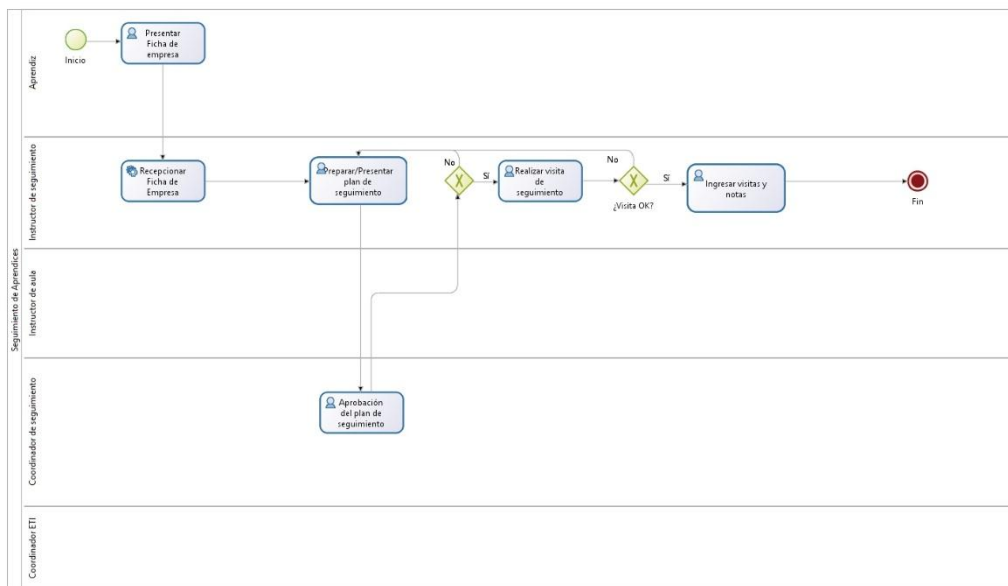 Seguimiento de Aprendices
Aprendiz
Inicio
Presentar
Ficha de
empresa
Instructor de seguimiento
Recepcionar
Ficha de
Empresa
Preparar/Presentar
plan de
seguimiento
No
Sí
Realizar visita
de
seguimiento
No
¿Visita OK?
Sí
Ingresar visitas y
notas
Fin
Instructor de aula
Coordinador de seguimiento
Aprobación
del plan de
seguimiento
Coordinador ETI